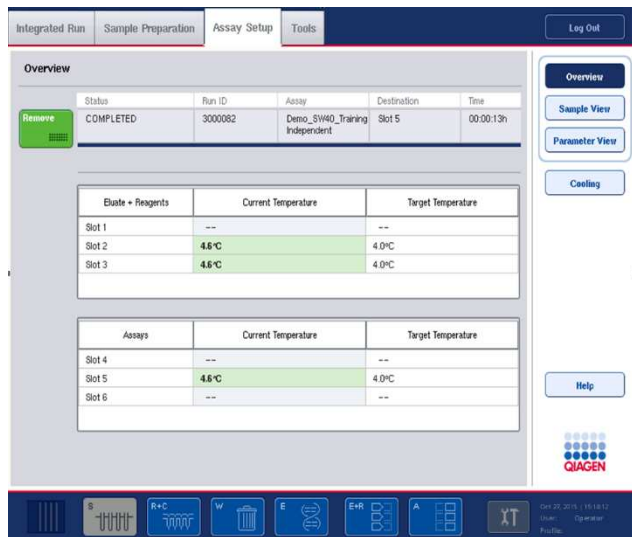 Integrated Run Sample Preparation Assay Setup Tools Log Out
Overview
Overview
Sample View
Parameter View
Cooling
Help
QIAGEN
Status Run ID Assay Destination Time
Remove COMPLETED 3000082 Demo_SW40_Training Slot 5 00:00:13h
Independent
Eluate + Reagents Current Temperature Target Temperature
Slot 1 -- --
Slot 2 4.6°C 4.0°C
Slot 3 4.6°C 4.0°C
Assays Current Temperature Target Temperature
Slot 4 -- --
Slot 5 4.6°C 4.0°C
Slot 6 -- --
S R+C W E E+R A
User: Operator
Profile: